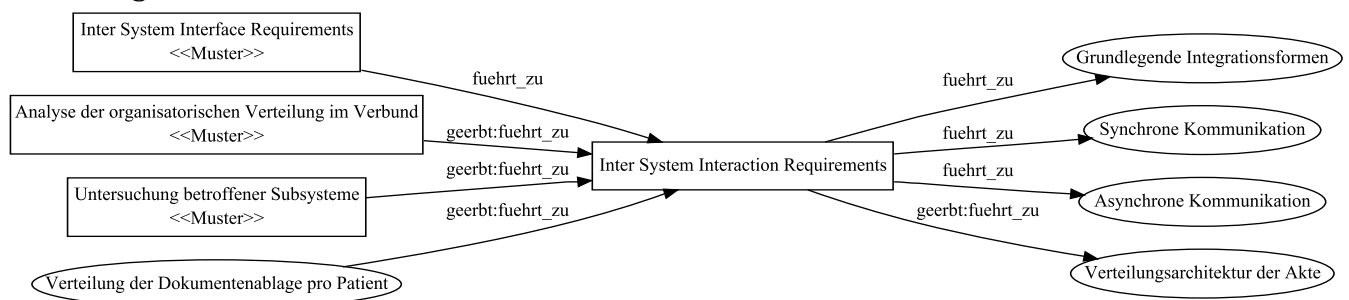 Inter System Interface Requirements
<<Muster>>
Analyse der organisatorischen Verteilung im Verbund
<<Muster>>
Untersuchung betroffener Subsysteme
<<Muster>>
Verteilung der Dokumentenablage pro Patient
fuehrt_zu
geerbt:fuehrt_zu
geerbt:fuehrt_zu
geerbt:fuehrt_zu
Inter System Interaction Requirements
fuehrt_zu
fuehrt_zu
fuehrt_zu
geerbt:fuehrt_zu
Grundlegende Integrationsformen
Synchrone Kommunikation
Asynchrone Kommunikation
Verteilungsarchitektur der Akte